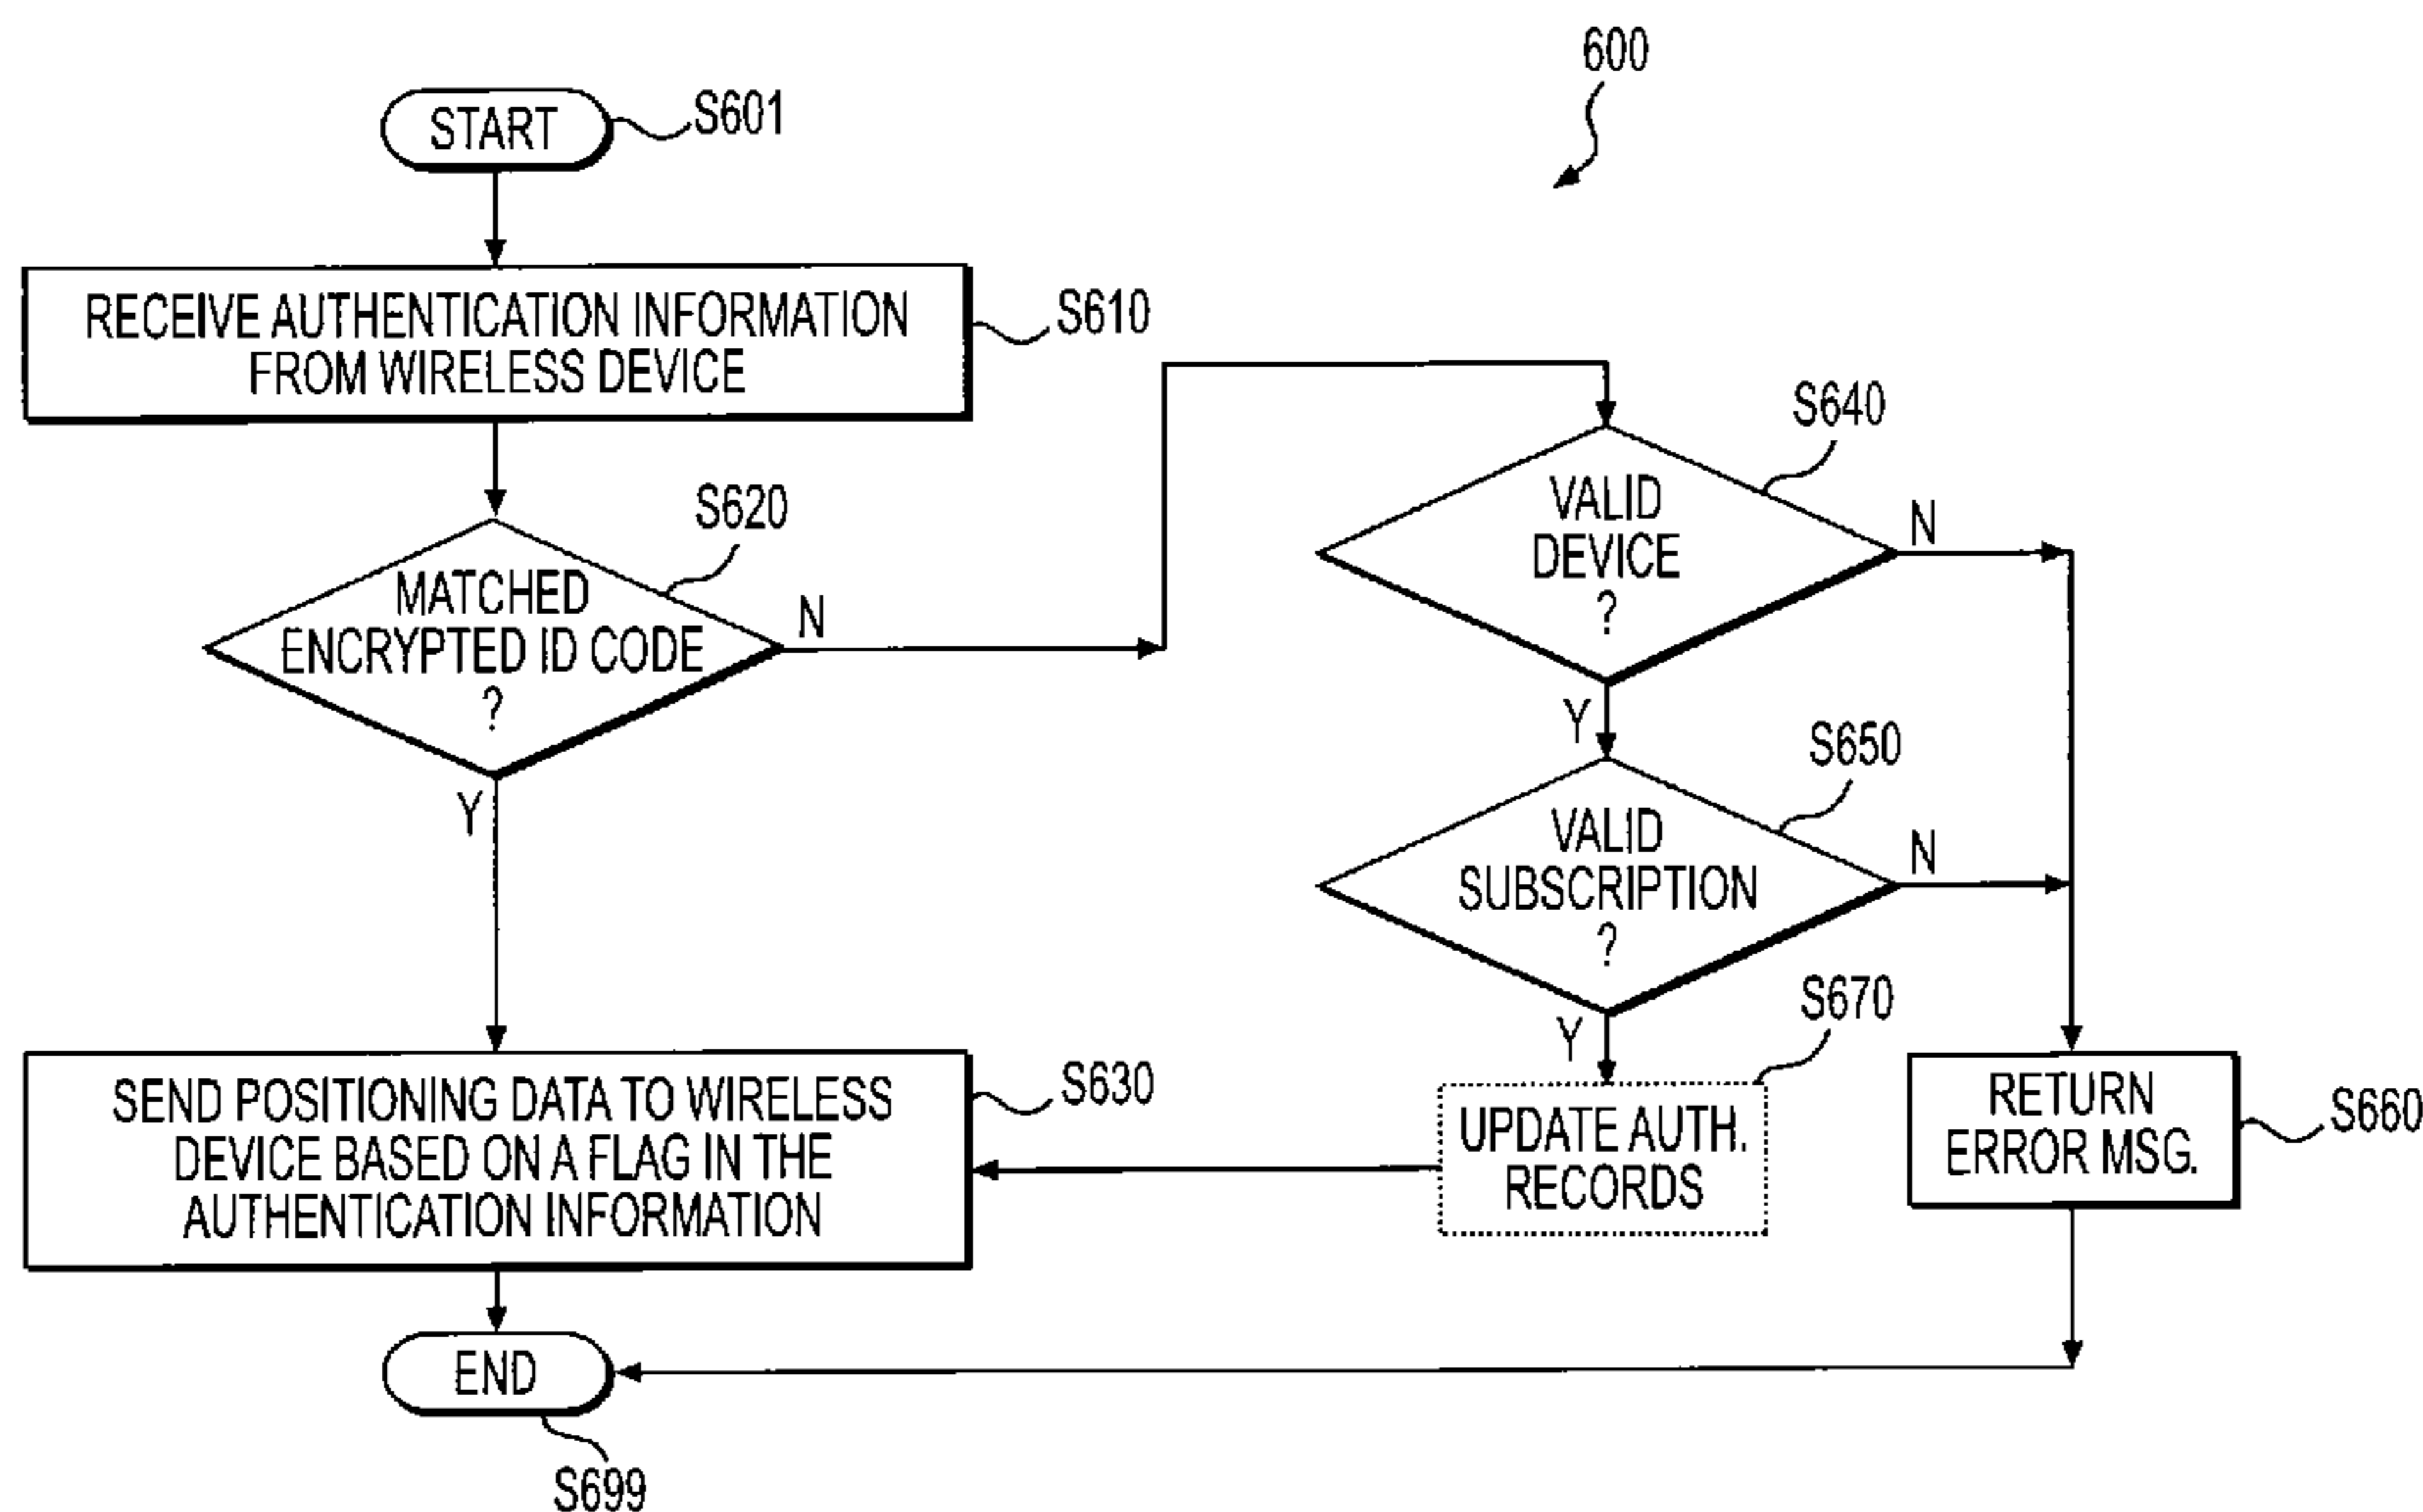 600
START
S601
RECEIVE AUTHENTICATION INFORMATION
FROM WIRELESS DEVICE
S610
MATCHED
ENCRYPTED ID CODE
?
S620
N
Y
VALID
DEVICE
?
S640
N
Y
VALID
SUBSCRIPTION
?
S650
N
Y
SEND POSITIONING DATA TO WIRELESS
DEVICE BASED ON A FLAG IN THE
AUTHENTICATION INFORMATION
S630
UPDATE AUTH.
RECORDS
S670
RETURN
ERROR MSG.
S660
END
S699